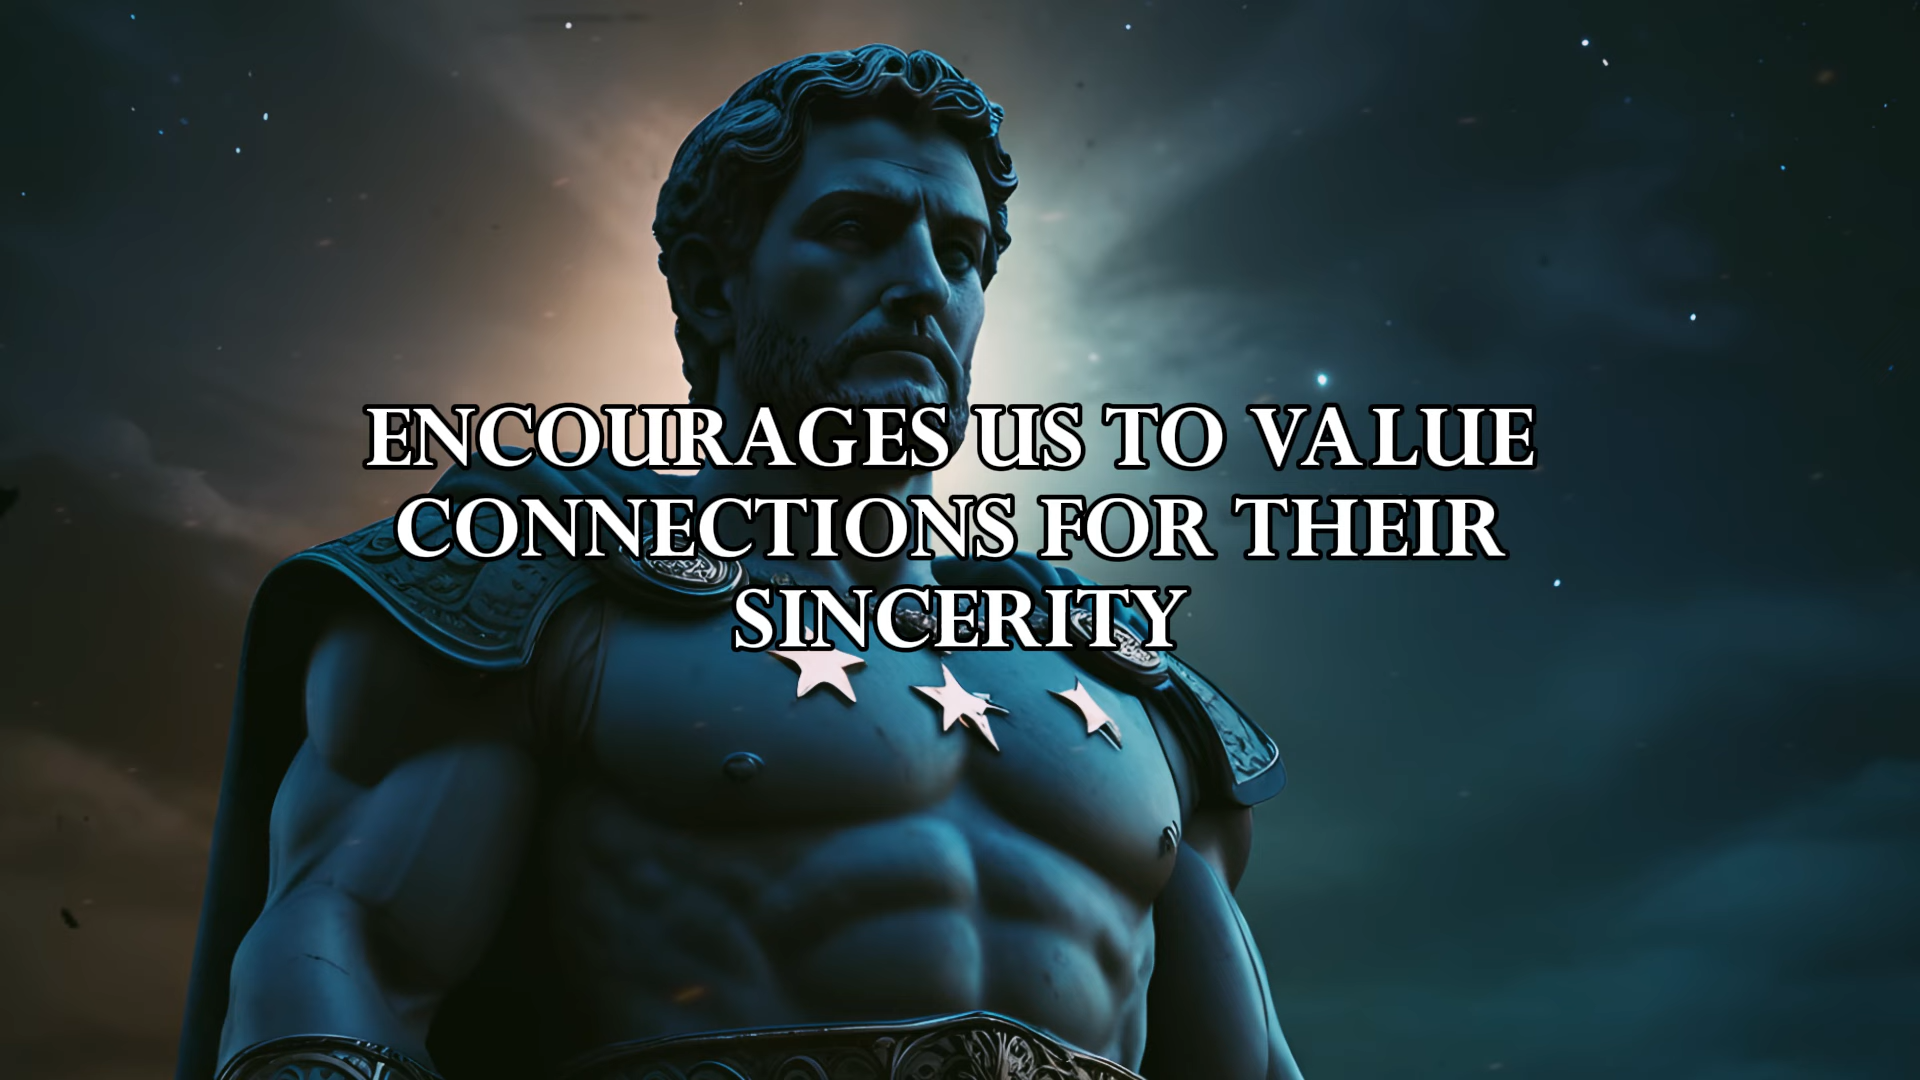 ENCOURAGES US TO VALUE
CONNECTIONS FOR THEIR
SINCERITY